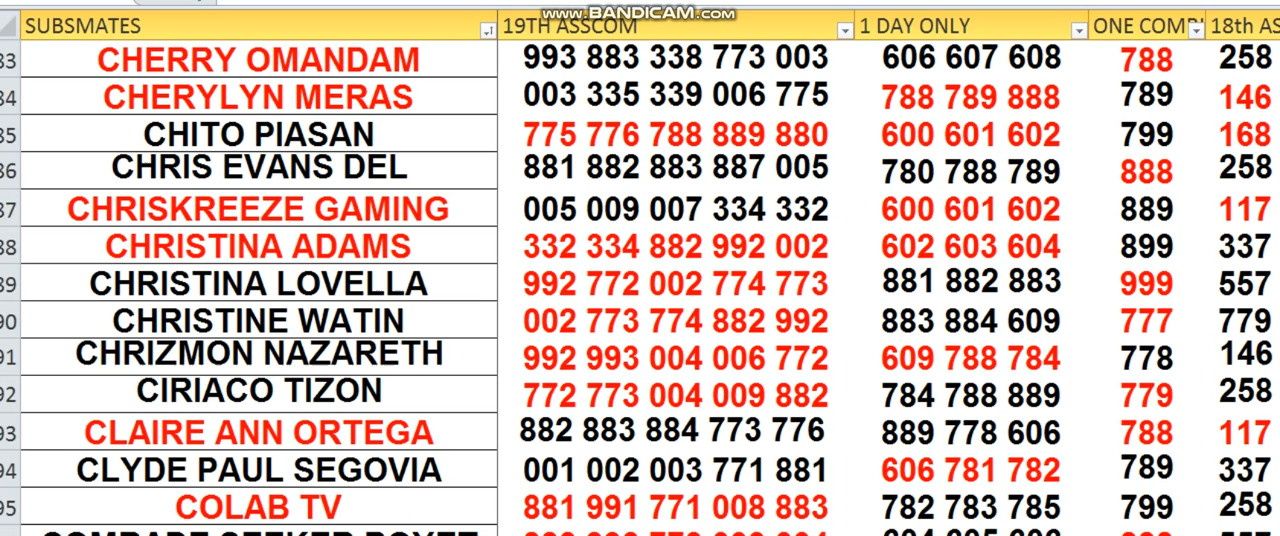 www.BANDICAM.com
SUBSMATES 19TH ASSCOM 1 DAY ONLY ONE COM 18th AS
83 CHERRY OMANDAM 993 883 338 773 003 606 607 608 788 258
84 CHERYLYN MERAS 003 335 339 006 775 788 789 888 789 146
85 CHITO PIASAN 775 776 788 889 880 600 601 602 799 168
86 CHRIS EVANS DEL 881 882 883 887 005 780 788 789 888 258
87 CHRISKREEZE GAMING 005 009 007 334 332 600 601 602 889 117
88 CHRISTINA ADAMS 332 334 882 992 002 602 603 604 899 337
89 CHRISTINA LOVELLA 992 772 002 774 773 881 882 883 999 557
90 CHRISTINE WATIN 002 773 774 882 992 883 884 609 777 779
91 CHRIZMON NAZARETH 992 993 004 006 772 609 788 784 778 146
92 CIRIACO TIZON 772 773 004 009 882 784 788 889 779 258
93 CLAIRE ANN ORTEGA 882 883 884 773 776 889 778 606 788 117
94 CLYDE PAUL SEGOVIA 001 002 003 771 881 606 781 782 789 337
95 COLAB TV 881 991 771 008 883 782 783 785 799 258